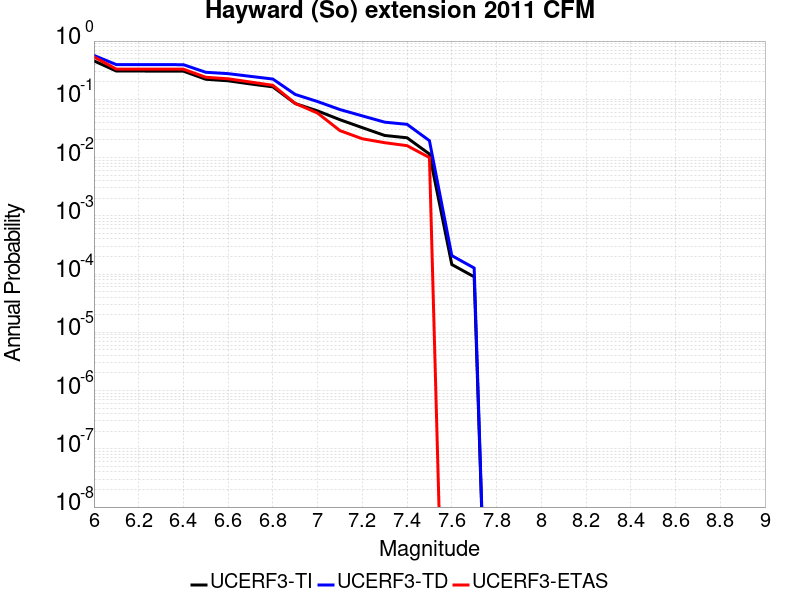 Hayward (So) extension 2011 CFM
10^0
10^-1
10^-2
10^-3
10^-4
10^-5
10^-6
10^-7
10^-8
Annual Probability
6 6.2 6.4 6.6 6.8 7 7.2 7.4 7.6 7.8 8 8.2 8.4 8.6 8.8 9
Magnitude
UCERF3-TI UCERF3-TD UCERF3-ETAS